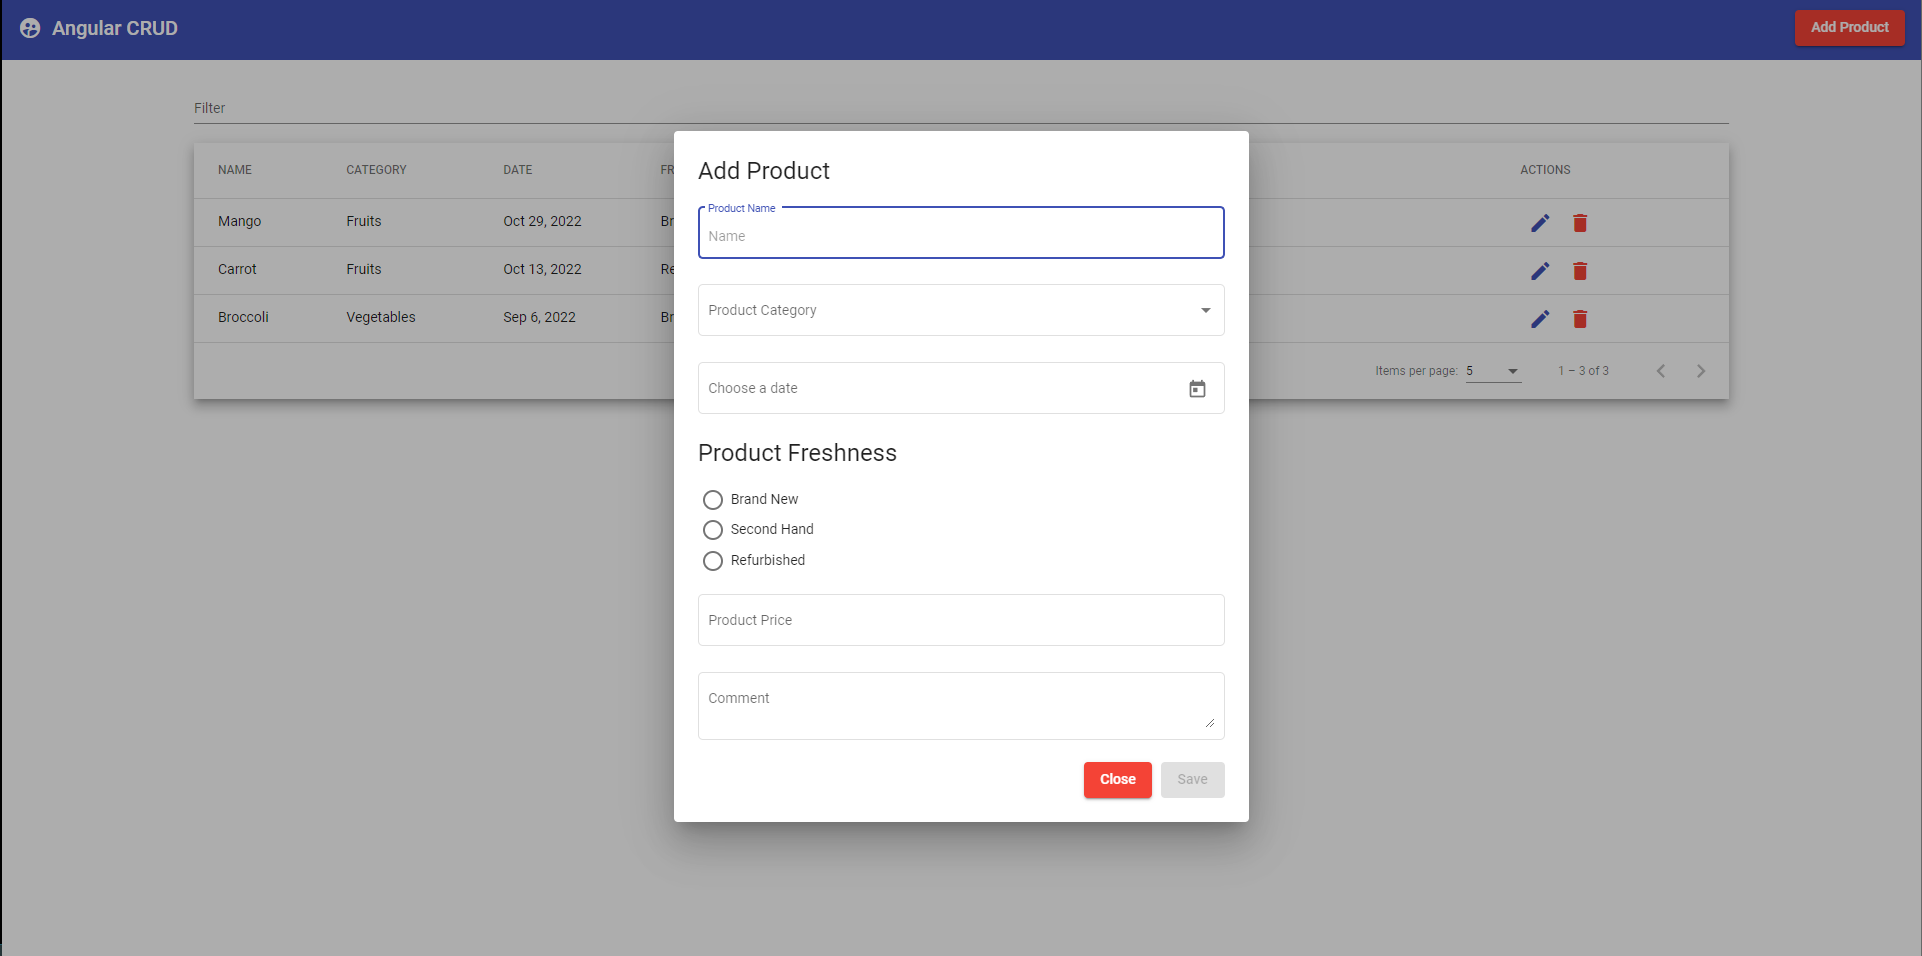 Angular CRUD
Add Product
Filter
NAME CATEGORY DATE FR ACTIONS
Mango Fruits Oct 29, 2022 Br
Carrot Fruits Oct 13, 2022 Re
Broccoli Vegetables Sep 6, 2022 Br
Items per page: 5 1 – 3 of 3
Add Product
Product Name
Name
Product Category
Choose a date
Product Freshness
Brand New
Second Hand
Refurbished
Product Price
Comment
Close Save